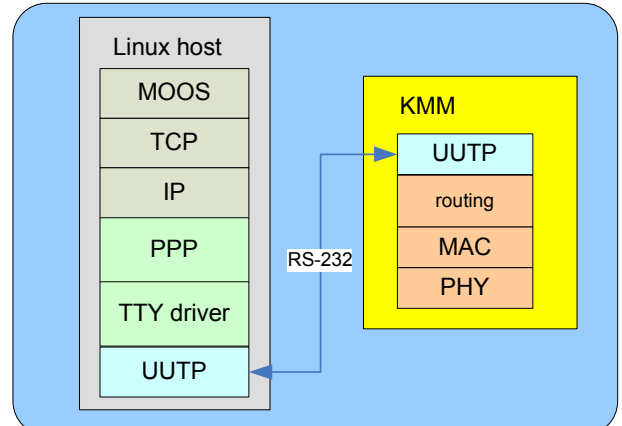 Linux host
MOOS
TCP
IP
PPP
TTY driver
UUTP
RS-232
KMM
UUTP
routing
MAC
PHY